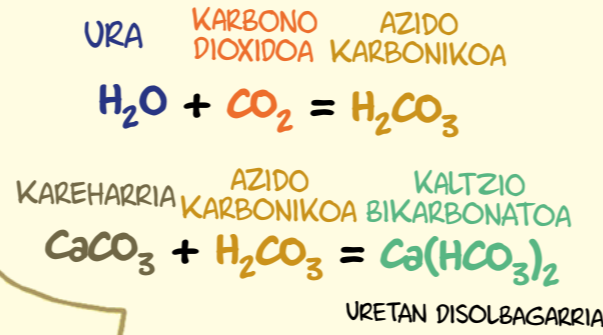 URA KARBONO DIOXIDOA AZIDO KARBONIKOA
H₂O + CO₂ = H₂CO₃
KAREHARRIA AZIDO KARBONIKOA KALTZIO BIKARBONATOA
CaCO₃ + H₂CO₃ = Ca(HCO₃)₂
URETAN DISOLBAGARRIA